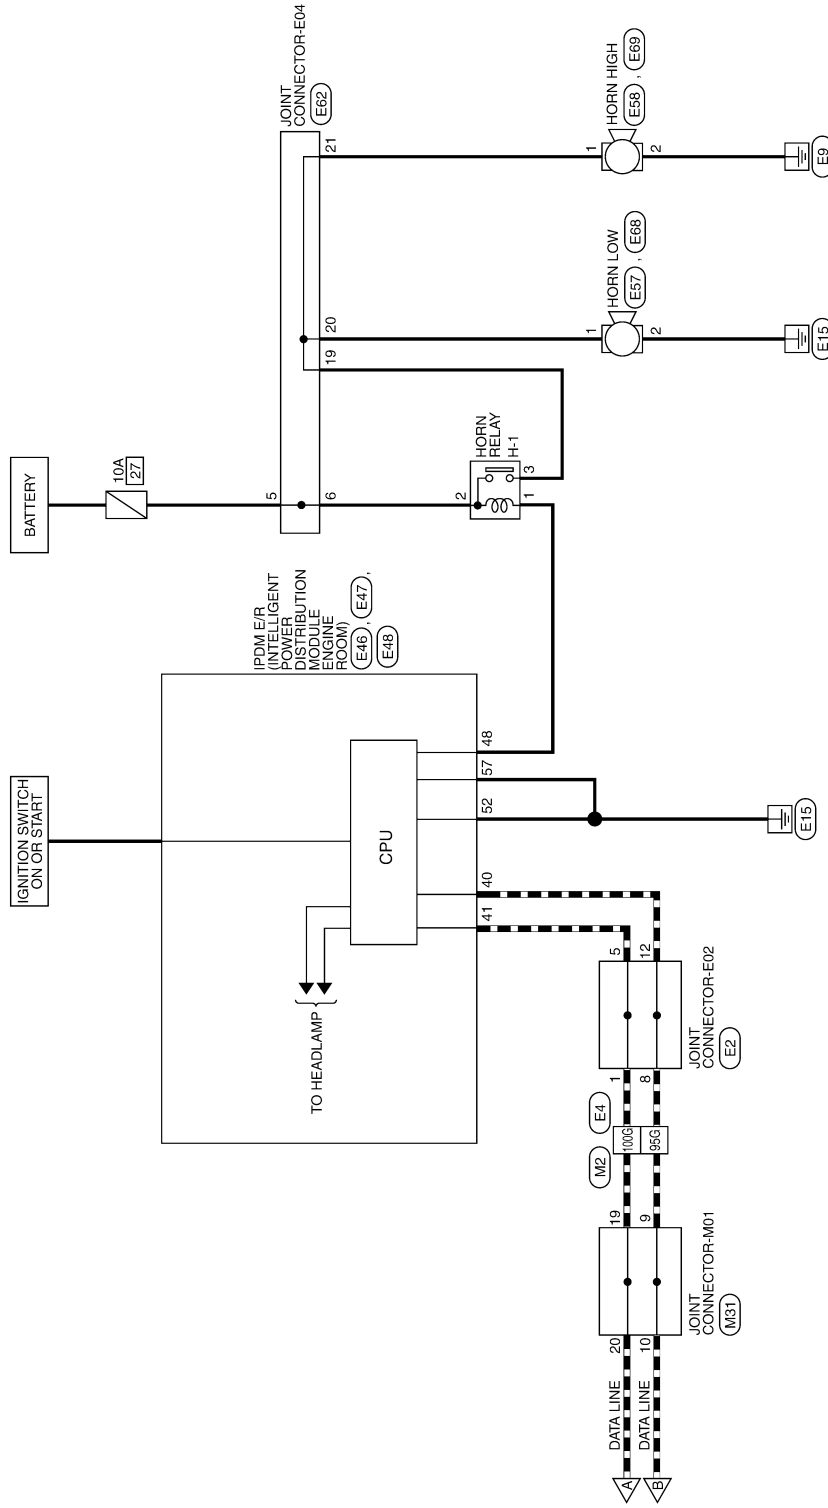 IGNITION SWITCH
ON OR START
BATTERY
10A
27
JOINT
CONNECTOR-E04
E62
5
6
19
20
21
IPDM E/R
(INTELLIGENT
POWER
DISTRIBUTION
MODULE
ENGINE
ROOM)
E46 , E47 ,
E48
TO HEADLAMP
CPU
41
40
52
57
48
HORN
RELAY
H-1
2
1
3
HORN LOW
E57 , E68
1
2
HORN HIGH
E58 , E69
1
2
DATA LINE
DATA LINE
A
B
20
10
19
9
JOINT
CONNECTOR-M01
M31
M2
E4
100G
95G
1
8
5
12
JOINT
CONNECTOR-E02
E2
E15
E15
E9